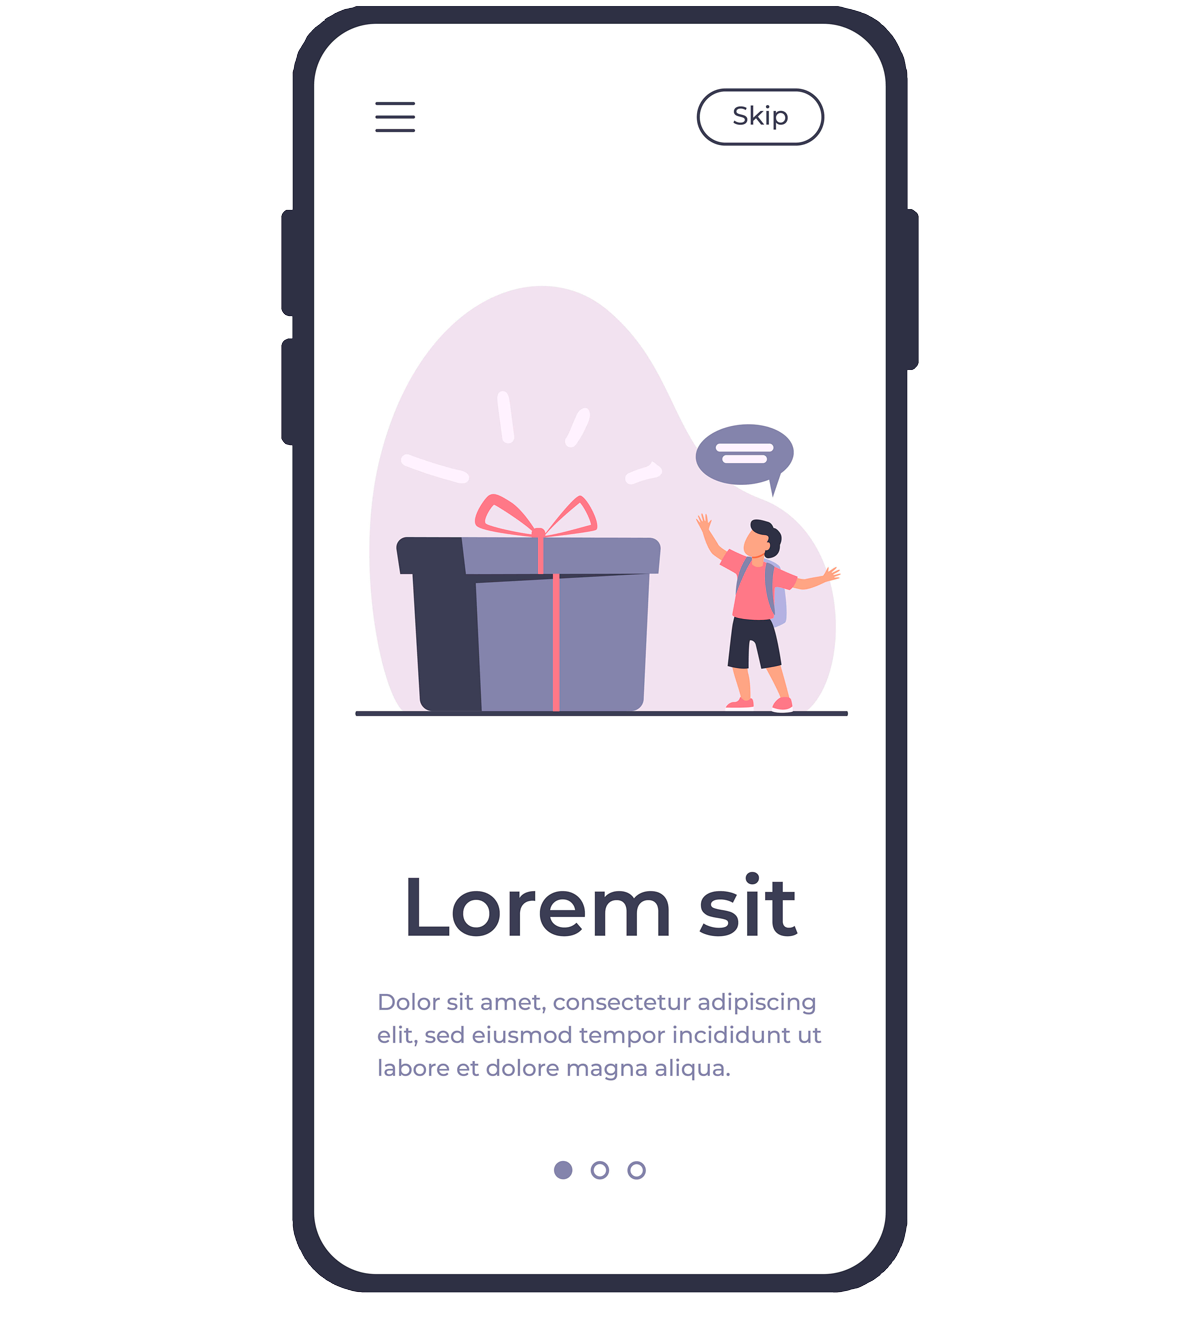 Skip
Lorem sit
Dolor sit amet, consectetur adipiscing
elit, sed eiusmod tempor incididunt ut
labore et dolore magna aliqua.